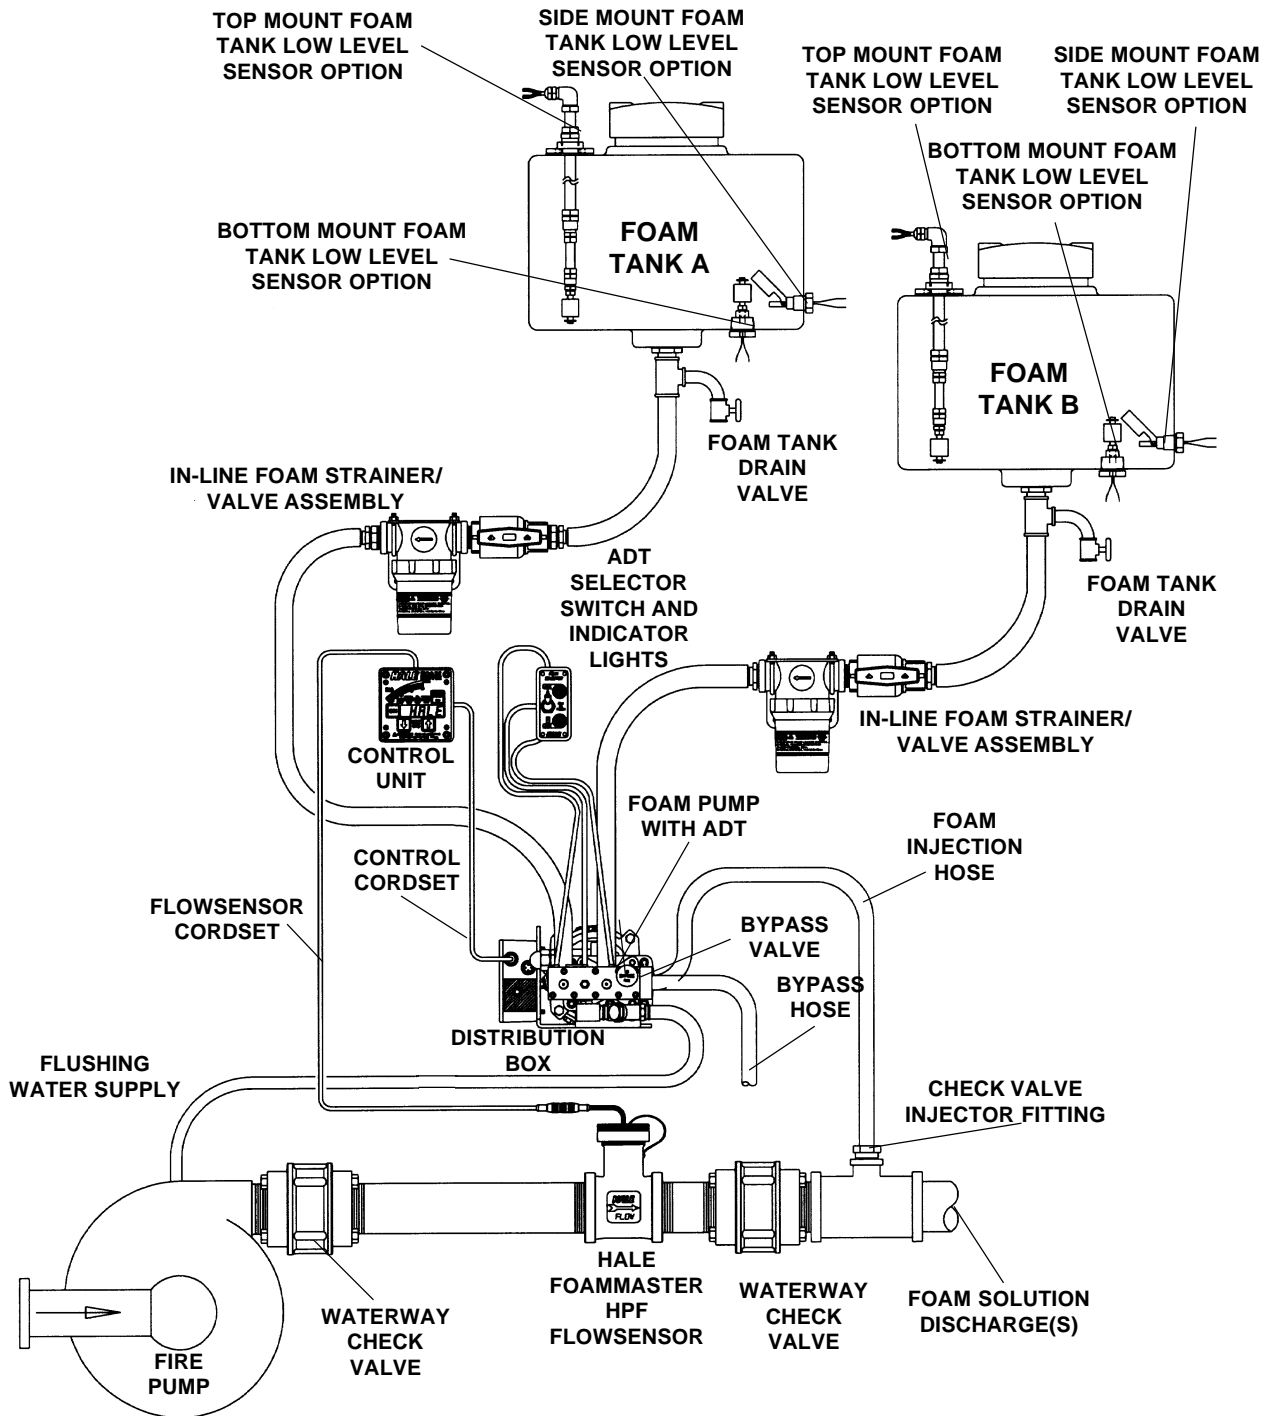 TOP MOUNT FOAM
TANK LOW LEVEL
SENSOR OPTION
SIDE MOUNT FOAM
TANK LOW LEVEL
SENSOR OPTION
TOP MOUNT FOAM
TANK LOW LEVEL
SENSOR OPTION
SIDE MOUNT FOAM
TANK LOW LEVEL
SENSOR OPTION
BOTTOM MOUNT FOAM
TANK LOW LEVEL
SENSOR OPTION
BOTTOM MOUNT FOAM
TANK LOW LEVEL
SENSOR OPTION
FOAM
TANK A
FOAM
TANK B
FOAM TANK
DRAIN
VALVE
IN-LINE FOAM STRAINER/
VALVE ASSEMBLY
ADT
SELECTOR
SWITCH AND
INDICATOR
LIGHTS
FOAM TANK
DRAIN
VALVE
HALE
HALE
CONTROL
UNIT
IN-LINE FOAM STRAINER/
VALVE ASSEMBLY
FOAM PUMP
WITH ADT
FOAM
INJECTION
HOSE
CONTROL
CORDSET
FLOWSENSOR
CORDSET
BYPASS
VALVE
BYPASS
HOSE
DISTRIBUTION
BOX
FLUSHING
WATER SUPPLY
CHECK VALVE
INJECTOR FITTING
HALE
FLOW
HALE
FOAMMASTER
HPF
FLOWSENSOR
WATERWAY
CHECK
VALVE
WATERWAY
CHECK
VALVE
FOAM SOLUTION
DISCHARGE(S)
FIRE
PUMP